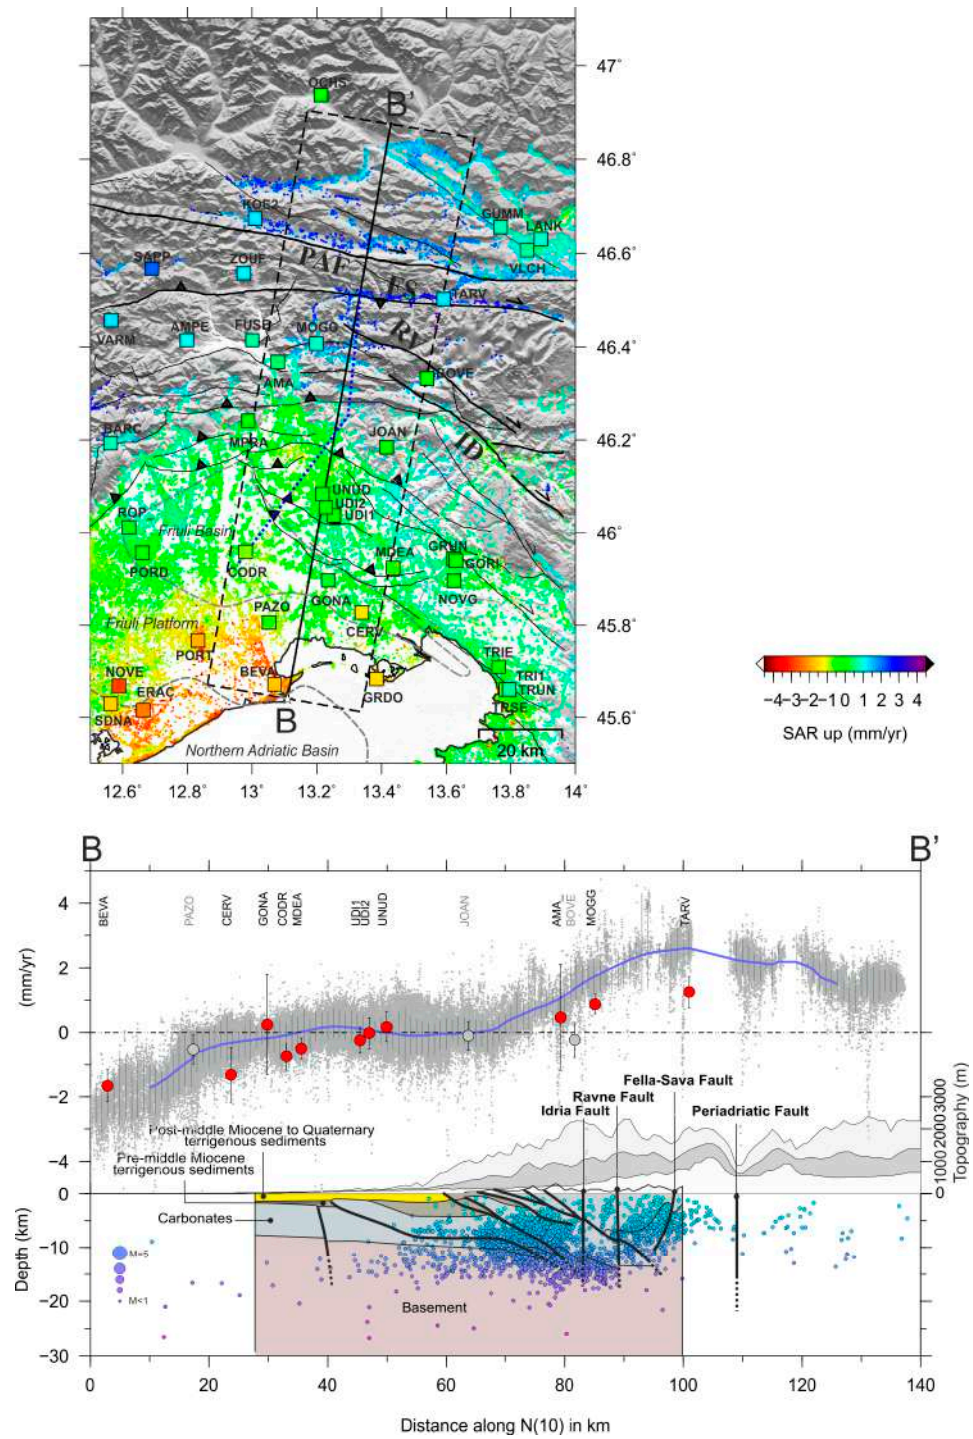 OCHS
47°
B'
46.8°
KOE2
GUMM
LANK
VLCH
46.6°
SAPP
ZOUF
PAF
FS
TARV
VARM
AMPE
FUSE
MOGG
RV
46.4°
AMA
BOVE
BARC
MPRA
JOAN
ID
46.2°
UNUD
UDI2
UDI1
ROP
Friuli Basin
46°
PORD
CODR
MDEA
GRUN
GORI
GONA
NOVG
PAZO
Friuli Platform
CERV
45.8°
PORT
NOVE
BEVA
TRIE
ERAC
GRDO
TRI1
TRUN
SDNA
TRSE
B
45.6°
Northern Adriatic Basin
20 km
12.6° 12.8° 13° 13.2° 13.4° 13.6° 13.8° 14°
−4 −3 −2 −1 0 1 2 3 4
SAR up (mm/yr)
B B'
BEVA PAZO CERV GONA CODR MDEA UDI1 UDI2 UNUD JOAN AMA_ BOVE MOGG TARV
4
2
0
−2
−4
(mm/yr)
Fella-Sava Fault
Ravne Fault
Idria Fault
Periadriatic Fault
Post-middle Miocene to Quaternary
terrigenous sediments
Pre-middle Miocene
terrigenous sediments
0 1000 2000 3000
Topography (m)
Carbonates
Basement
M=5
M<1
0
−10
−20
−30
Depth (km)
0 20 40 60 80 100 120 140
Distance along N(10) in km